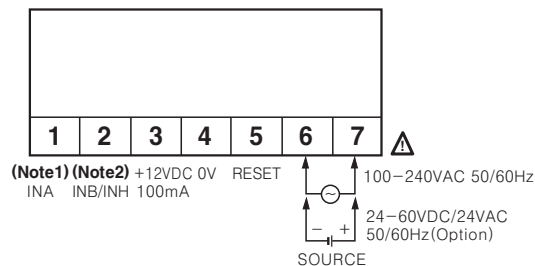 1 2 3 4 5 6 7
(Note1) (Note2) +12VDC 0V RESET
INA INB/INH 100mA
100-240VAC 50/60Hz
24-60VDC/24VAC
- +
50/60Hz(Option)
SOURCE